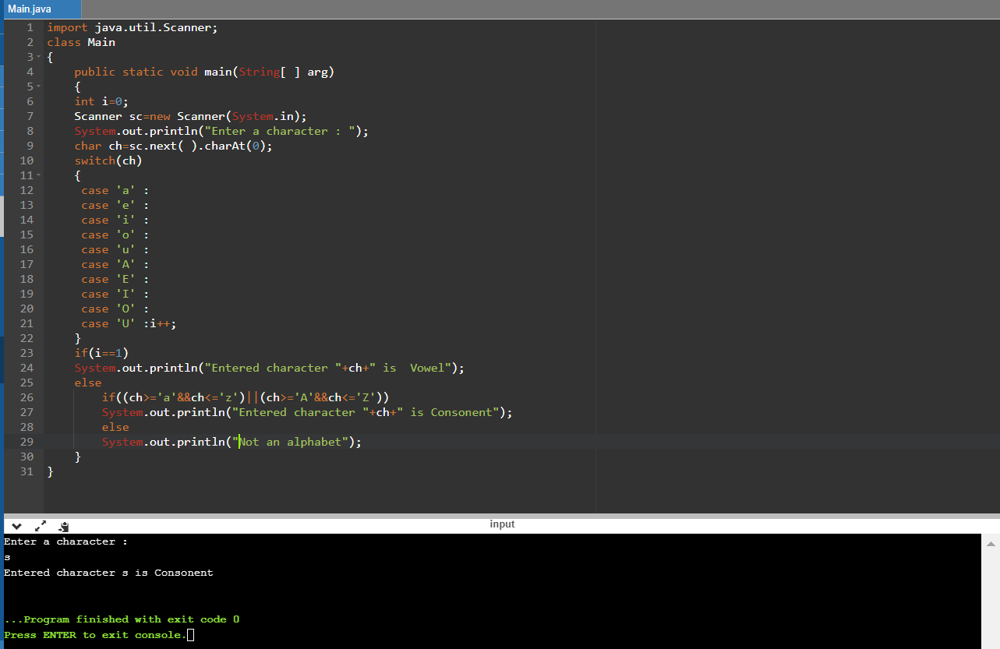 Main.java
1 import java.util.Scanner;
2 class Main
3 {
4     public static void main(String[ ] arg)
5     {
6     int i=0;
7     Scanner sc=new Scanner(System.in);
8     System.out.println("Enter a character : ");
9     char ch=sc.next( ).charAt(0);
10     switch(ch)
11     {
12      case 'a' :
13      case 'e' :
14      case 'i' :
15      case 'o' :
16      case 'u' :
17      case 'A' :
18      case 'E' :
19      case 'I' :
20      case 'O' :
21      case 'U' :i++;
22     }
23     if(i==1)
24     System.out.println("Entered character "+ch+" is  Vowel");
25     else
26         if((ch>='a'&&ch<='z')||(ch>='A'&&ch<='Z'))
27         System.out.println("Entered character "+ch+" is Consonent");
28         else
29         System.out.println("Not an alphabet");
30     }
31 }
input
Enter a character :
s
Entered character s is Consonent
...Program finished with exit code 0
Press ENTER to exit console.